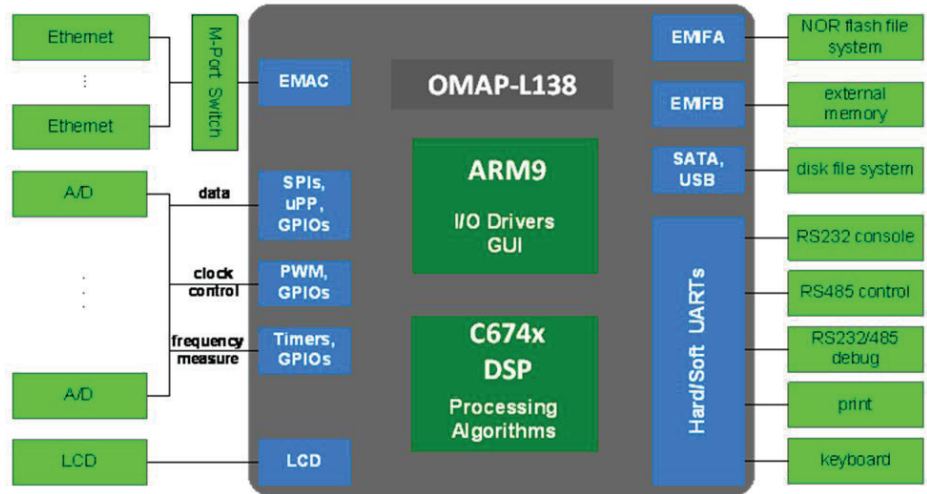 Ethernet
Ethernet
M-Port Switch
A/D
A/D
LCD
data
clock
control
frequency
measure
EMAC
SPIs,
uPP,
GPIOs
PWM,
GPIOs
Timers,
GPIOs
LCD
OMAP-L138
ARM9
I/O Drivers
GUI
C674x
DSP
Processing
Algorithms
EMIFA
EMIFB
SATA,
USB
Hard/Soft UARTs
NOR flash file
system
external
memory
disk file system
RS232 console
RS485 control
RS232/485
debug
print
keyboard